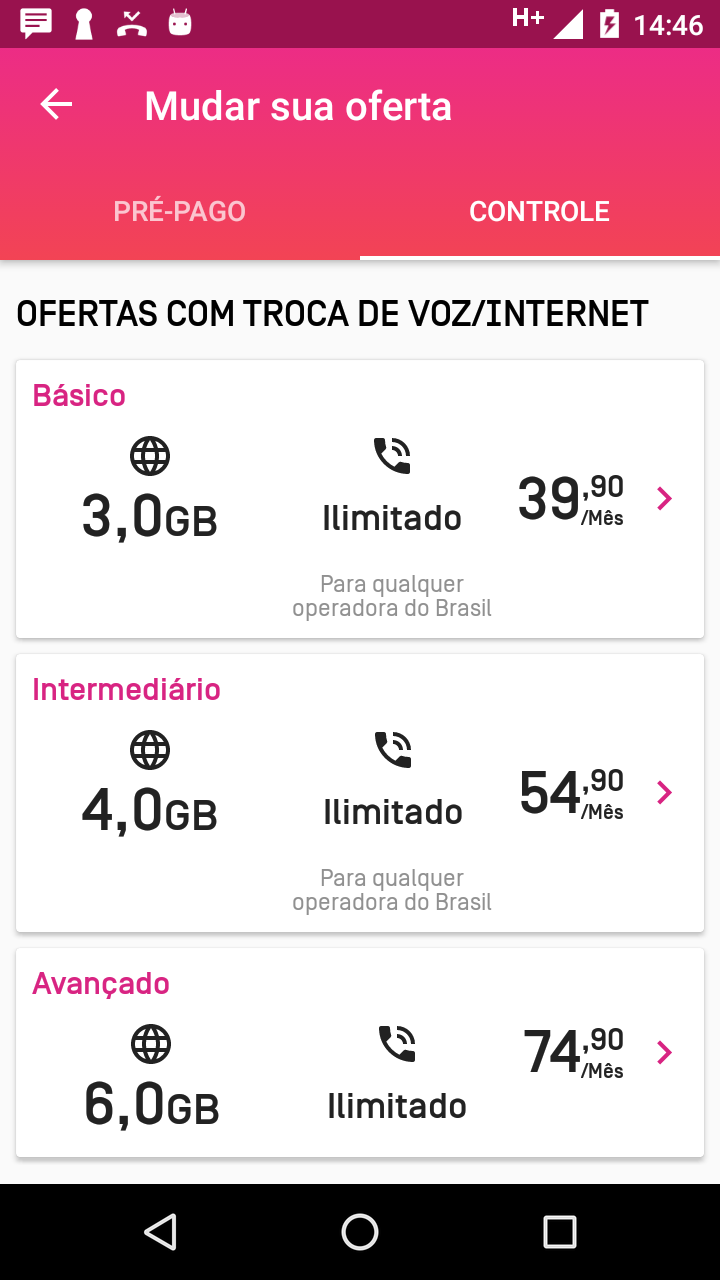 H+ 14:46
Mudar sua oferta
PRÉ-PAGO CONTROLE
OFERTAS COM TROCA DE VOZ/INTERNET
Básico
3,0GB Ilimitado 39,90 /Mês
Para qualquer
operadora do Brasil
Intermediário
4,0GB Ilimitado 54,90 /Mês
Para qualquer
operadora do Brasil
Avançado
6,0GB Ilimitado 74,90 /Mês